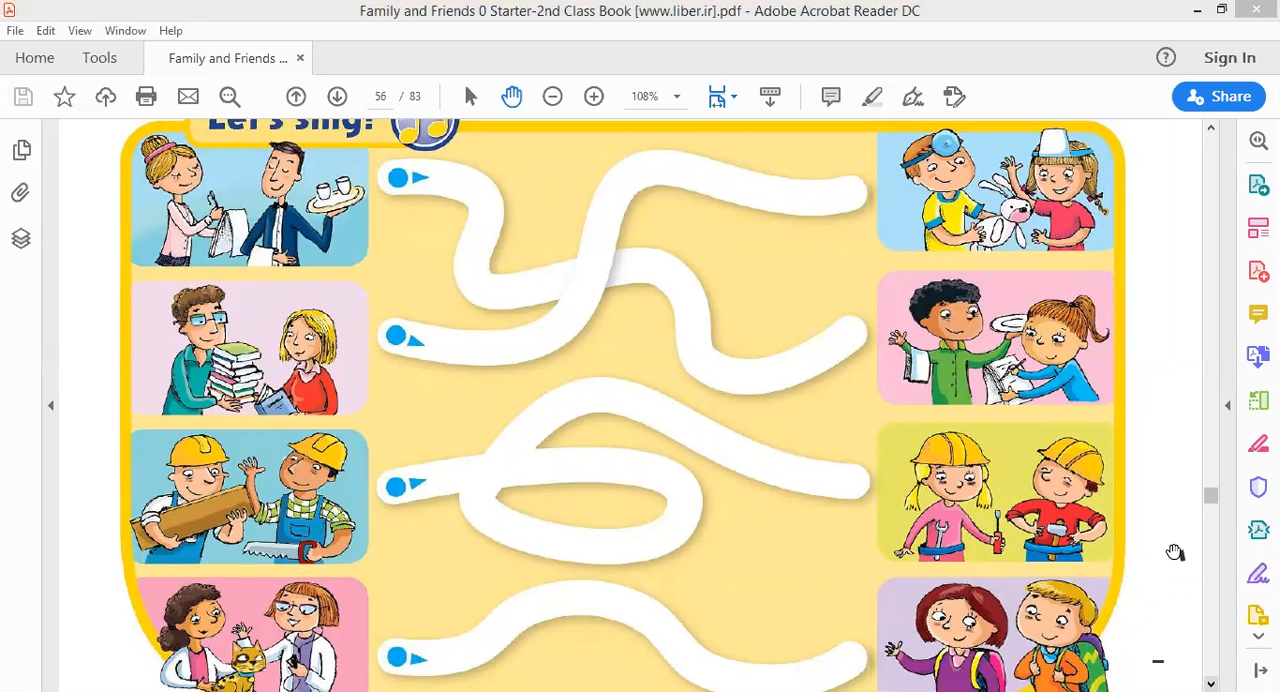 Family and Friends 0 Starter-2nd Class Book [www.liber.ir].pdf - Adobe Acrobat Reader DC
File Edit View Window Help
Home Tools Family and Friends ... × ? Sign In
56 / 83 108% Share
Let's sing!